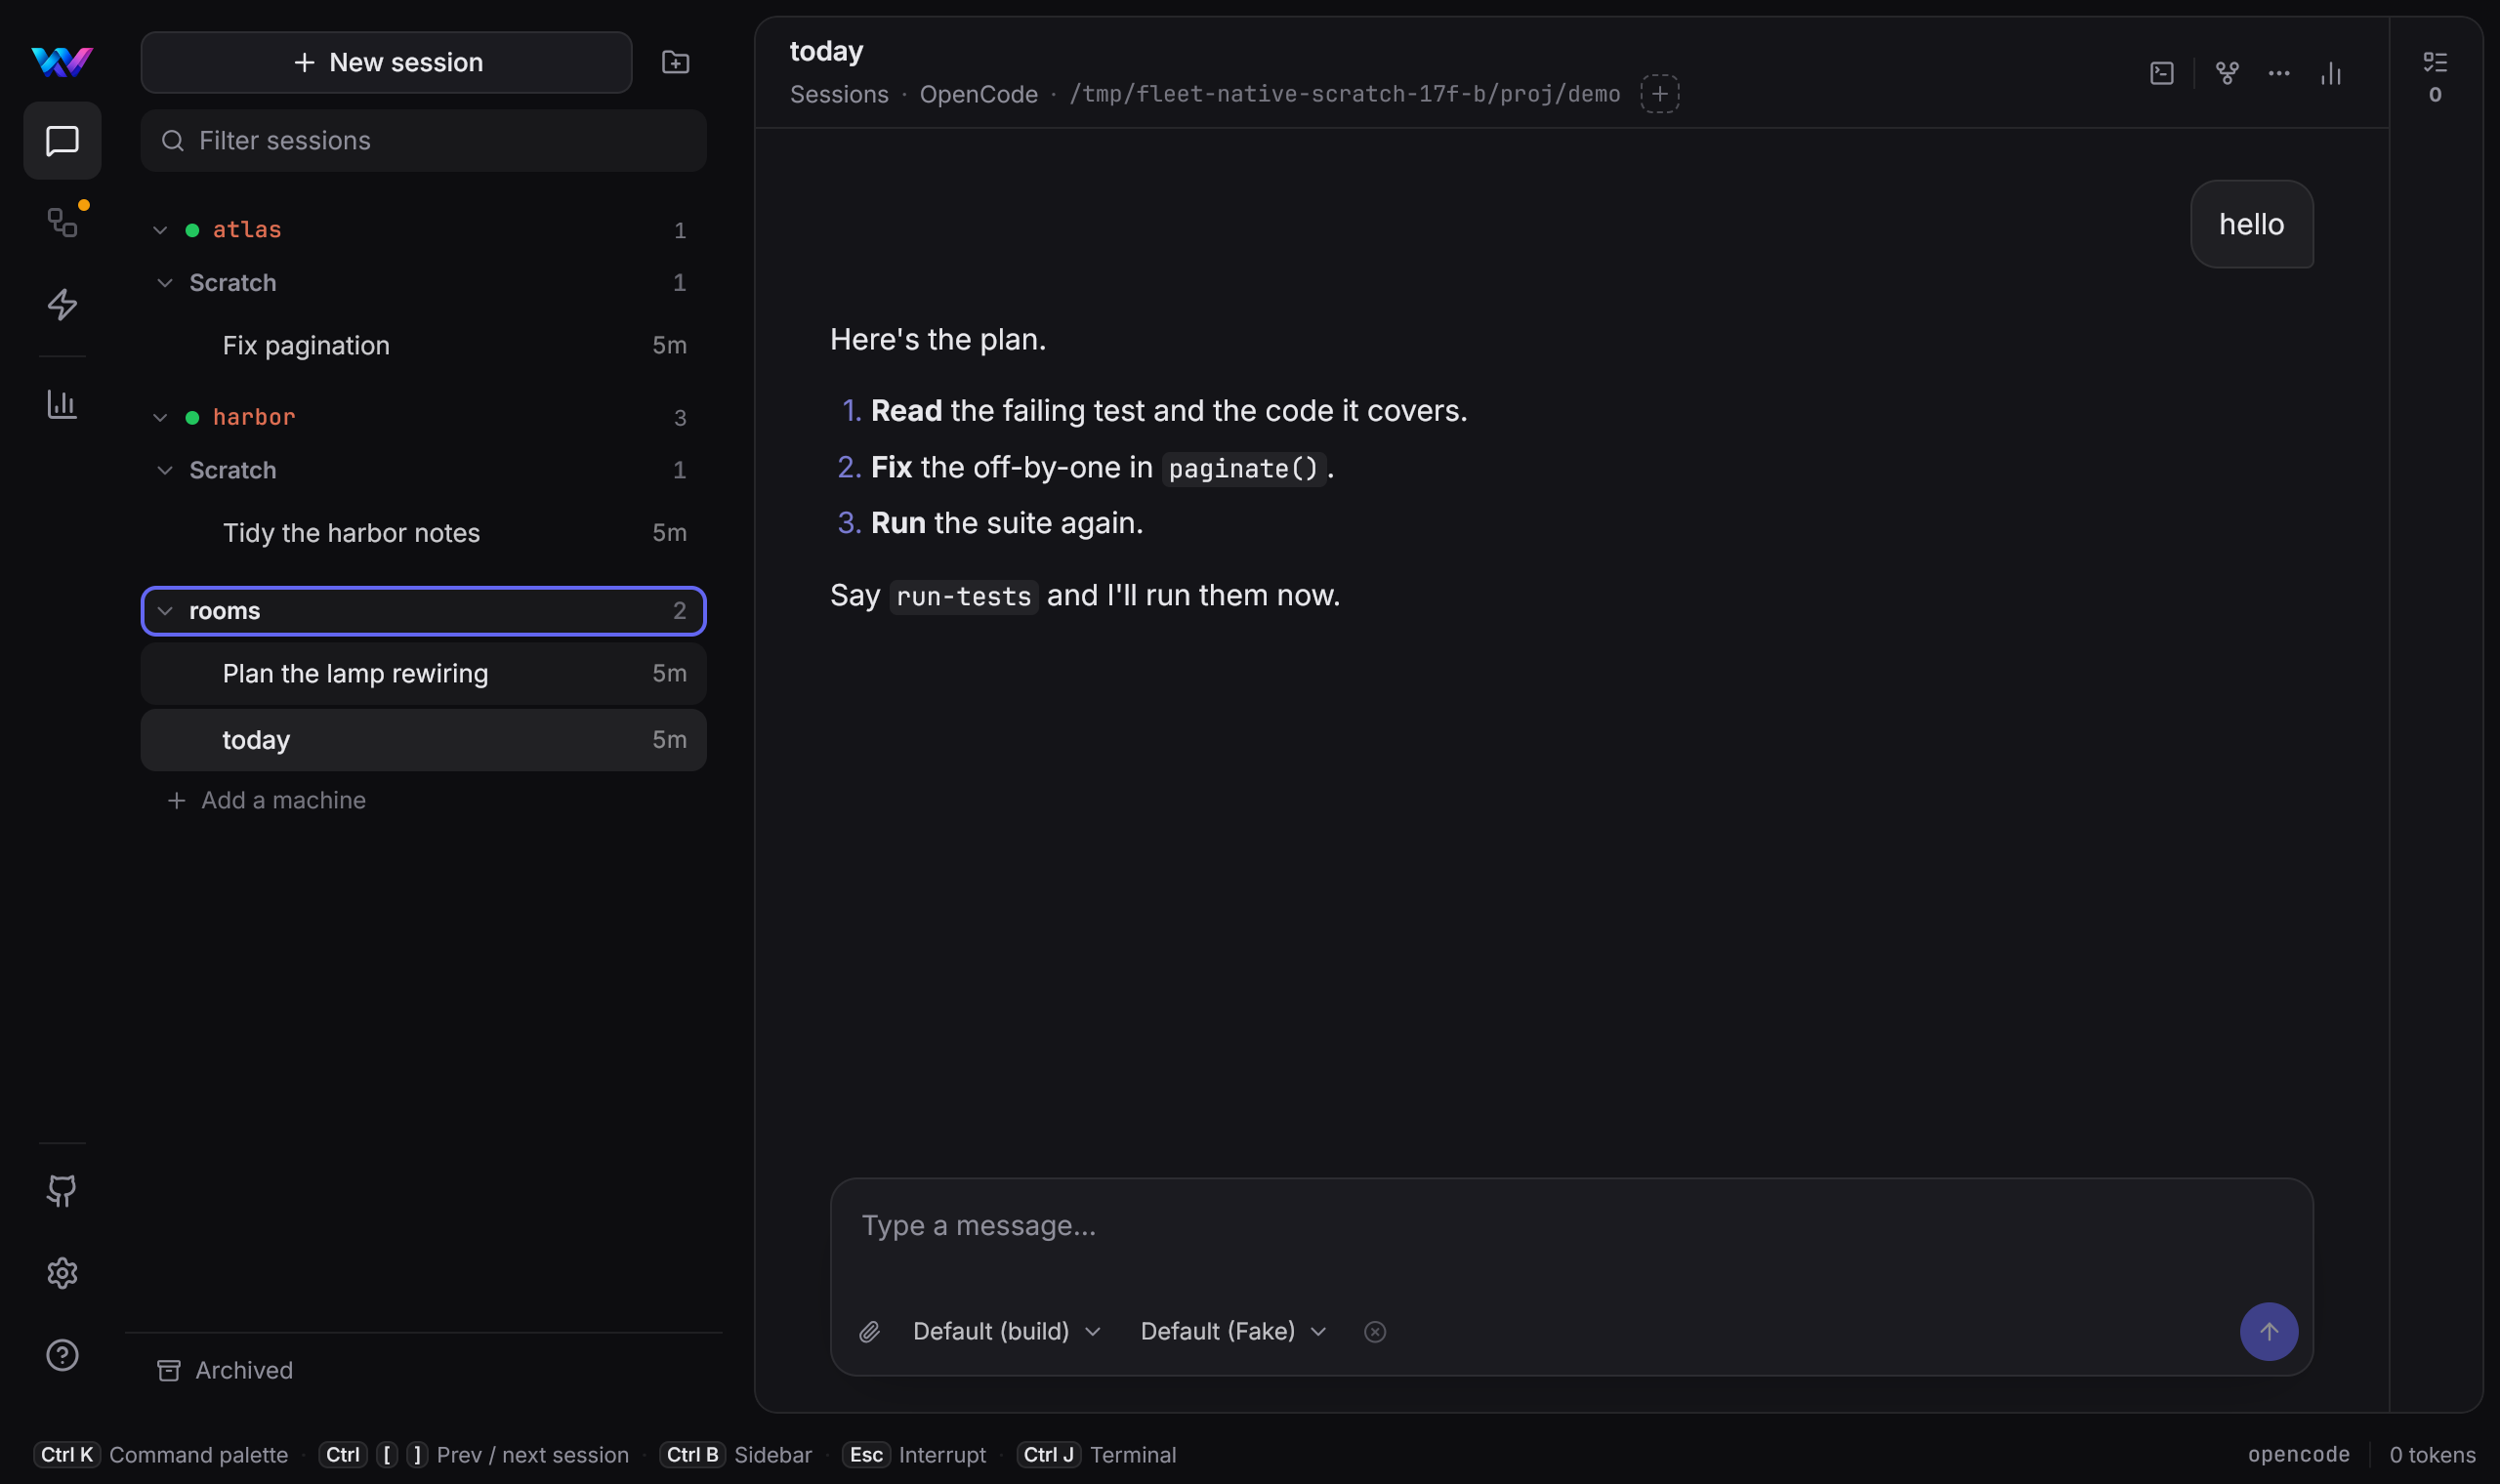 + New session
Filter sessions
atlas 1
Scratch 1
Fix pagination 5m
harbor 3
Scratch 1
Tidy the harbor notes 5m
rooms 2
Plan the lamp rewiring 5m
today 5m
+ Add a machine
Archived
today
Sessions · OpenCode · /tmp/fleet-native-scratch-17f-b/proj/demo +
0
hello
Here's the plan.
1. Read the failing test and the code it covers.
2. Fix the off-by-one in paginate().
3. Run the suite again.
Say run-tests and I'll run them now.
Type a message...
Default (build) Default (Fake)
Ctrl K Command palette · Ctrl [ ] Prev / next session · Ctrl B Sidebar · Esc Interrupt · Ctrl J Terminal
opencode 0 tokens